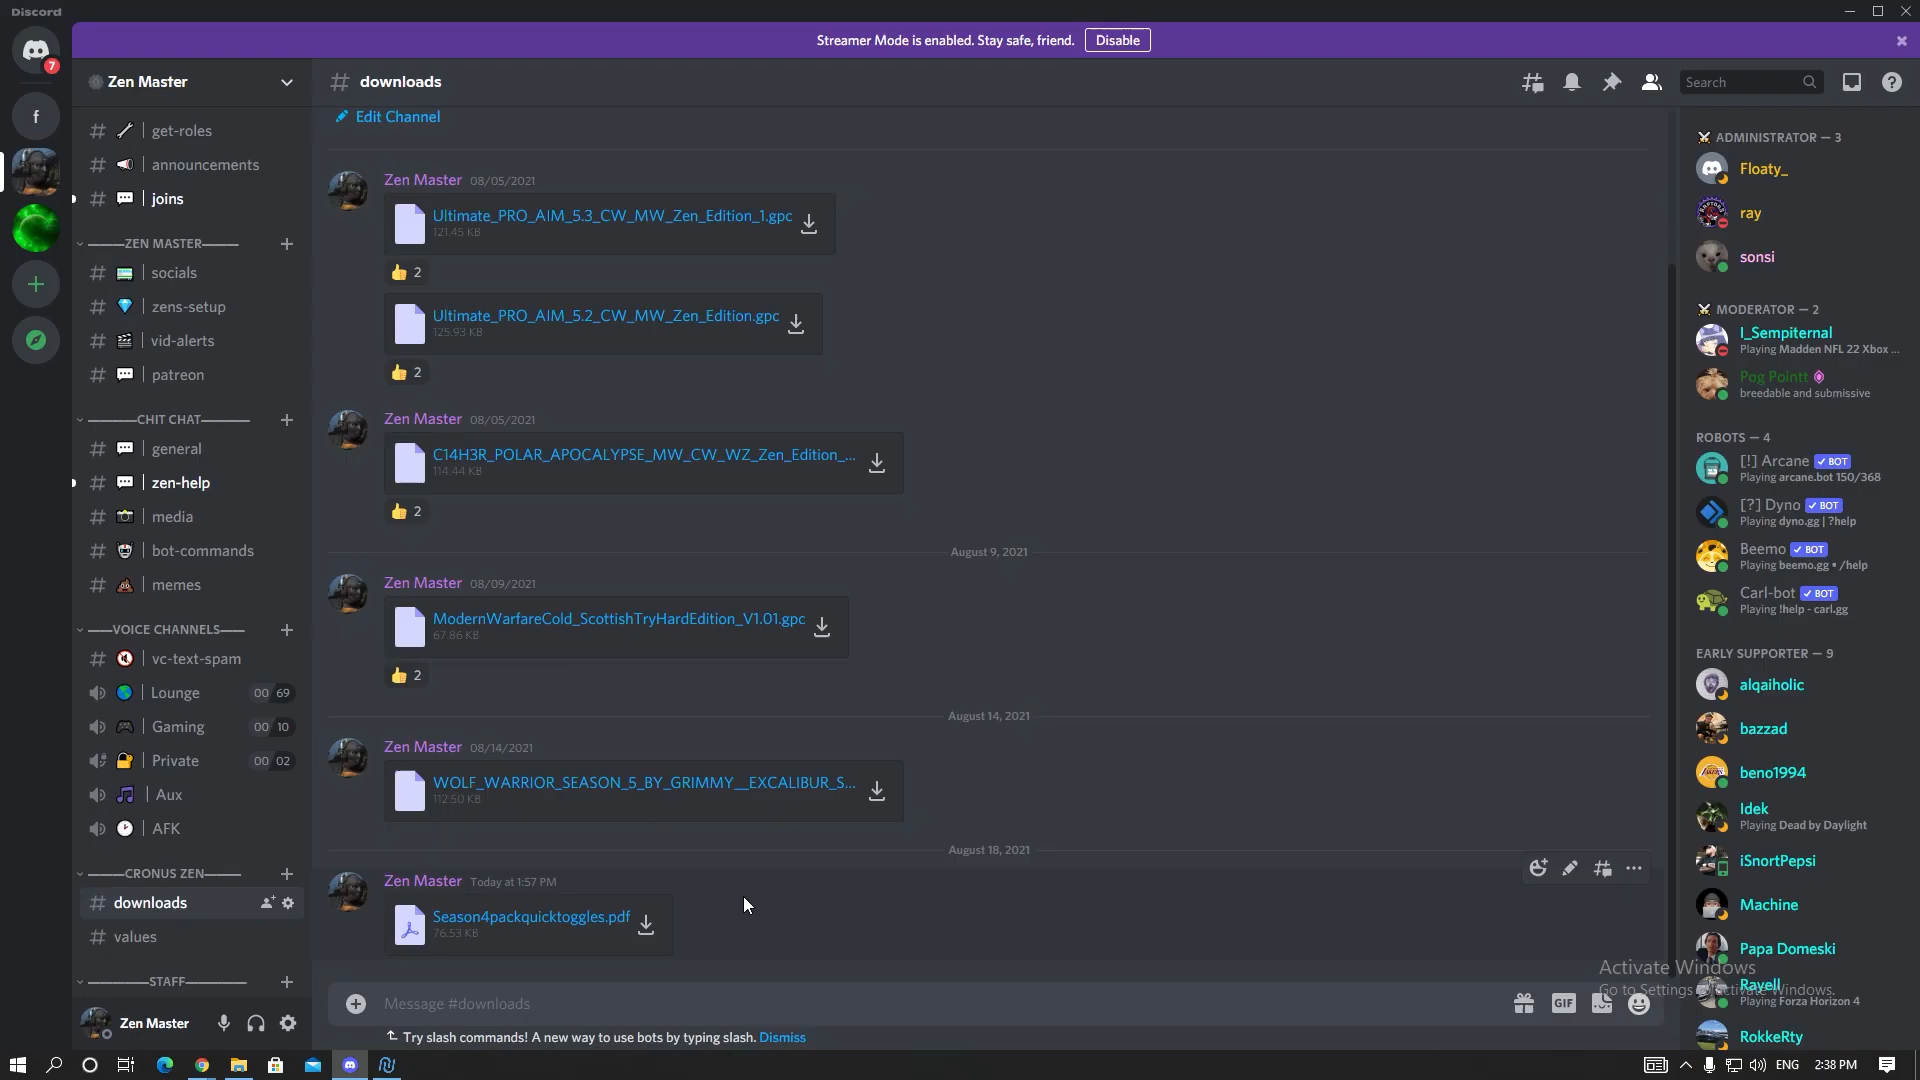 Discord
Streamer Mode is enabled. Stay safe, friend.
Disable
7
f
Zen Master
get-roles
announcements
joins
ZEN MASTER
socials
zens-setup
vid-alerts
patreon
CHIT CHAT
general
zen-help
media
bot-commands
memes
VOICE CHANNELS
vc-text-spam
Lounge 00 69
Gaming 00 10
Private 00 02
Aux
AFK
CRONUS ZEN
downloads
values
STAFF
Zen Master
# downloads
Search
Edit Channel
Zen Master 08/05/2021
Ultimate_PRO_AIM_5.3_CW_MW_Zen_Edition_1.gpc
121.45 KB
2
Ultimate_PRO_AIM_5.2_CW_MW_Zen_Edition.gpc
125.93 KB
2
Zen Master 08/05/2021
C14H3R_POLAR_APOCALYPSE_MW_CW_WZ_Zen_Edition_...
114.44 KB
2
August 9, 2021
Zen Master 08/09/2021
ModernWarfareCold_ScottishTryHardEdition_V1.01.gpc
67.86 KB
2
August 14, 2021
Zen Master 08/14/2021
WOLF_WARRIOR_SEASON_5_BY_GRIMMY__EXCALIBUR_S...
112.50 KB
August 18, 2021
Zen Master Today at 1:57 PM
Season4packquicktoggles.pdf
76.53 KB
Message #downloads
GIF
Try slash commands! A new way to use bots by typing slash. Dismiss
ADMINISTRATOR — 3
Floaty_
ray
sonsi
MODERATOR — 2
I_Sempiternal
Playing Madden NFL 22 Xbox ...
Pog Pointt
breedable and submissive
ROBOTS — 4
[!] Arcane BOT
Playing arcane.bot 150/368
[?] Dyno BOT
Playing dyno.gg | ?help
Beemo BOT
Playing beemo.gg • /help
Carl-bot BOT
Playing !help - carl.gg
EARLY SUPPORTER — 9
alqaiholic
bazzad
beno1994
Idek
Playing Dead by Daylight
iSnortPepsi
Machine
Papa Domeski
Activate Windows
Go to Settings to activate Windows.
Rayell
Playing Forza Horizon 4
RokkeRty
ENG
2:38 PM